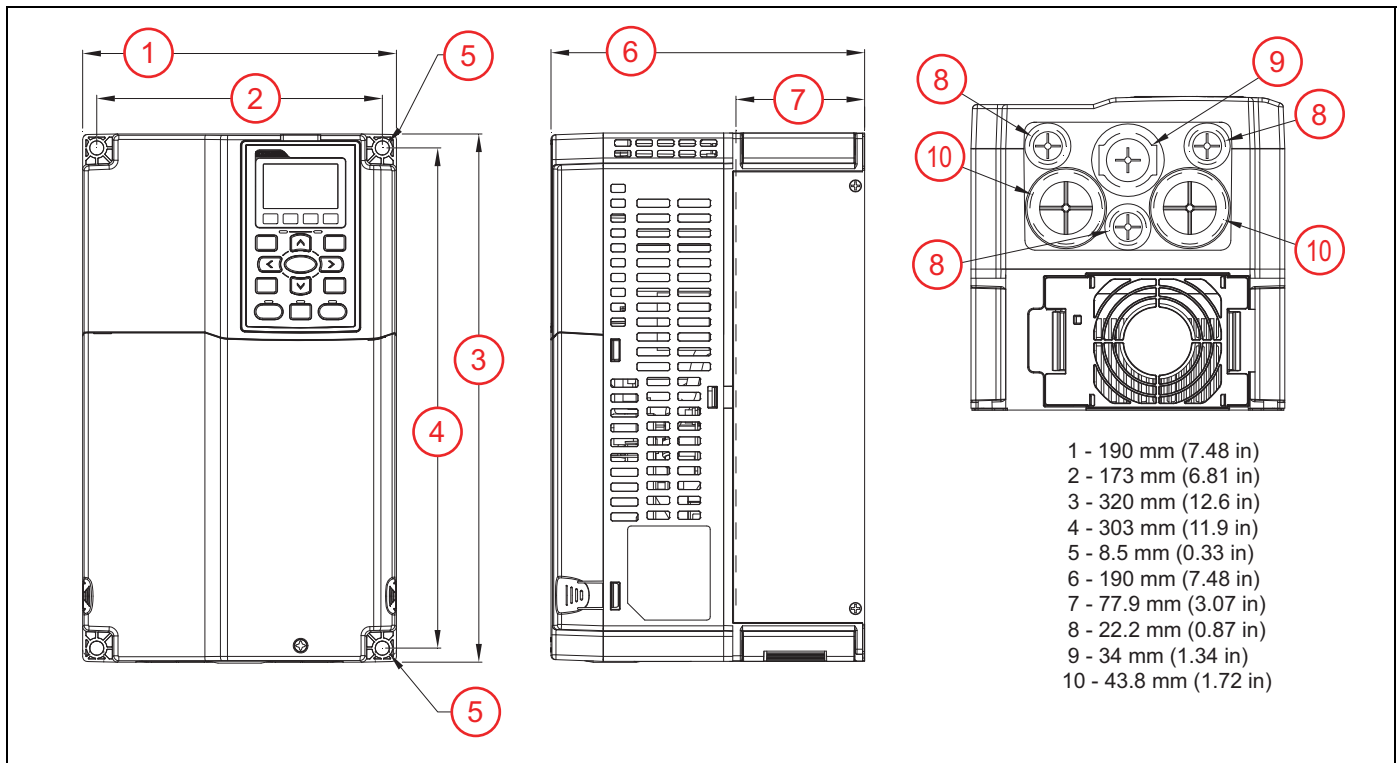 1
5
2
6
7
8
9
8
10
10
8
3
4
5
1 - 190 mm (7.48 in)
2 - 173 mm (6.81 in)
3 - 320 mm (12.6 in)
4 - 303 mm (11.9 in)
5 - 8.5 mm (0.33 in)
6 - 190 mm (7.48 in)
7 - 77.9 mm (3.07 in)
8 - 22.2 mm (0.87 in)
9 - 34 mm (1.34 in)
10 - 43.8 mm (1.72 in)